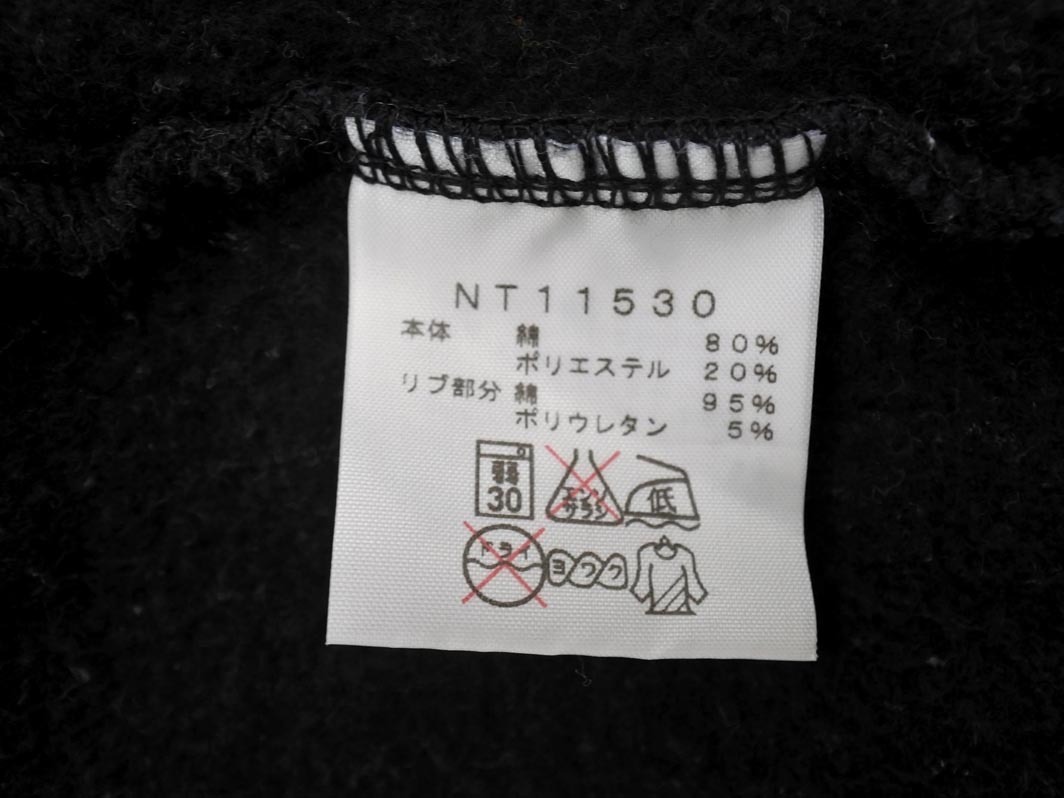 NT11530
本体 綿 80%
ポリエステル 20%
リブ部分 綿 95%
ポリウレタン 5%
弱 30 エンソ サラシ 低
ドライ ヨワク